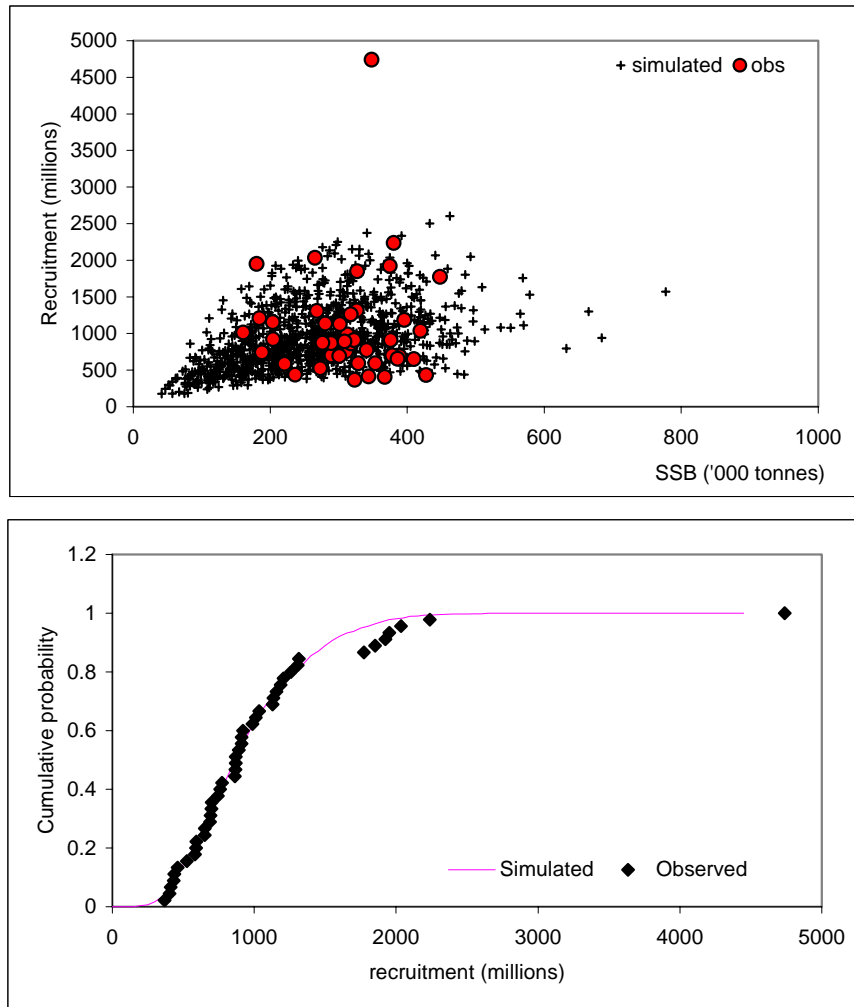 5000
4500
4000
3500
3000
2500
2000
1500
1000
500
0
Recruitment (millions)
simulated obs
0 200 400 600 800 1000
SSB ('000 tonnes)
1.2
1
0.8
0.6
0.4
0.2
0
Cumulative probability
Simulated Observed
0 1000 2000 3000 4000 5000
recruitment (millions)